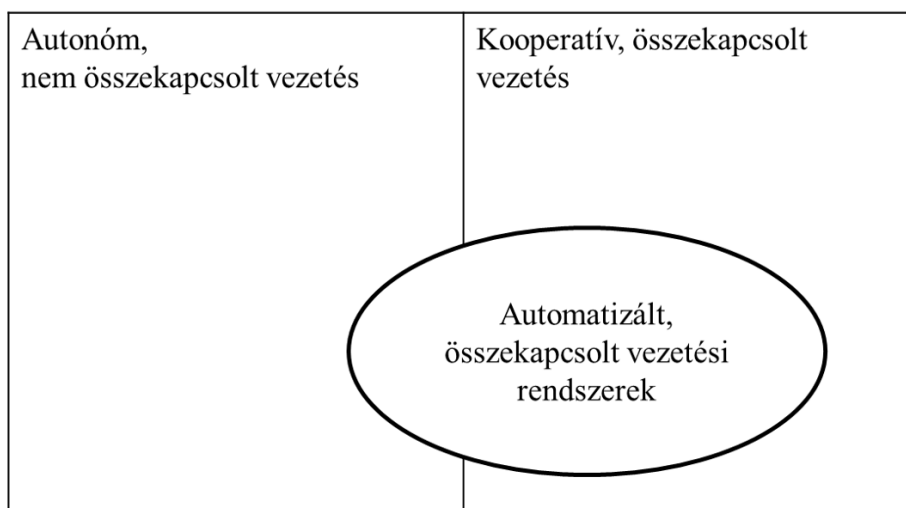 Autonóm,
nem összekapcsolt vezetés
Kooperatív, összekapcsolt
vezetés
Automatizált,
összekapcsolt vezetési
rendszerek